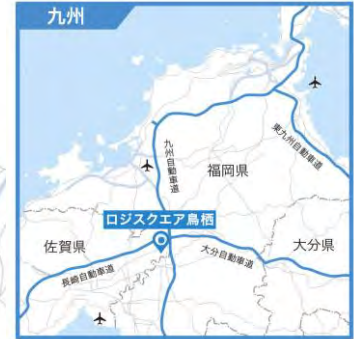 九州
東九州自動車道
九州自動車道
福岡県
ロジスクエア鳥栖
佐賀県
大分自動車道
大分県
長崎自動車道